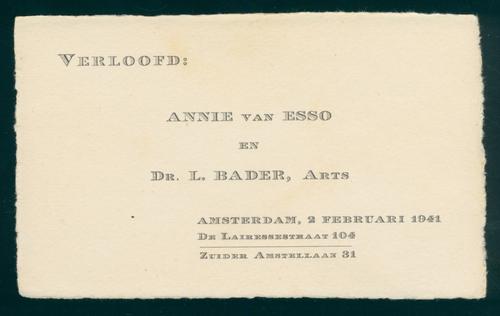 VERLOOFD:
ANNIE VAN ESSO
EN
DR. L. BADER, ARTS
AMSTERDAM, 2 FEBRUARI 1941
DE LAIRESSESTRAAT 104
ZUIDER AMSTELLAAN 31